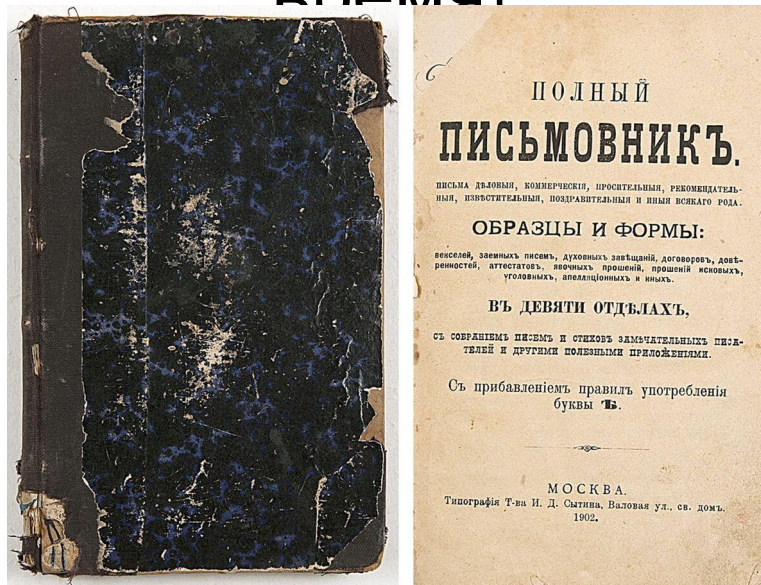 ПОЛНЫЙ
ПИСЬМОВНИКЪ.
ПИСЬМА ДѢЛОВЫЯ, КОММЕРЧЕСКІЯ, ПРОСИТЕЛЬНЫЯ, РЕКОМЕНДАТЕЛЬ-
НЫЯ, ИЗВѢСТИТЕЛЬНЫЯ, ПОЗДРАВИТЕЛЬНЫЯ И ИНЫЯ ВСЯКАГО РОДА.
ОБРАЗЦЫ И ФОРМЫ:
векселей, заемныхъ писемъ, духовныхъ завѣщаній, договоровъ, довѣ-
ренностей, аттестатовъ, явочныхъ прошеній, прошеній исковыхъ,
уголовныхъ, апелляціонныхъ и иныхъ.
ВЪ ДЕВЯТИ ОТДѢЛАХЪ,
СЪ СОБРАНІЕМЪ ПИСЕМЪ И СТИХОВЪ ЗАМѢЧАТЕЛЬНЫХЪ ПИСА-
ТЕЛЕЙ И ДРУГИМИ ПОЛЕЗНЫМИ ПРИЛОЖЕНІЯМИ.
Съ прибавленіемъ правилъ употребленія
буквы Ѣ.
МОСКВА.
Типографія Т-ва И. Д. Сытина, Валовая ул., св. домъ.
1902.